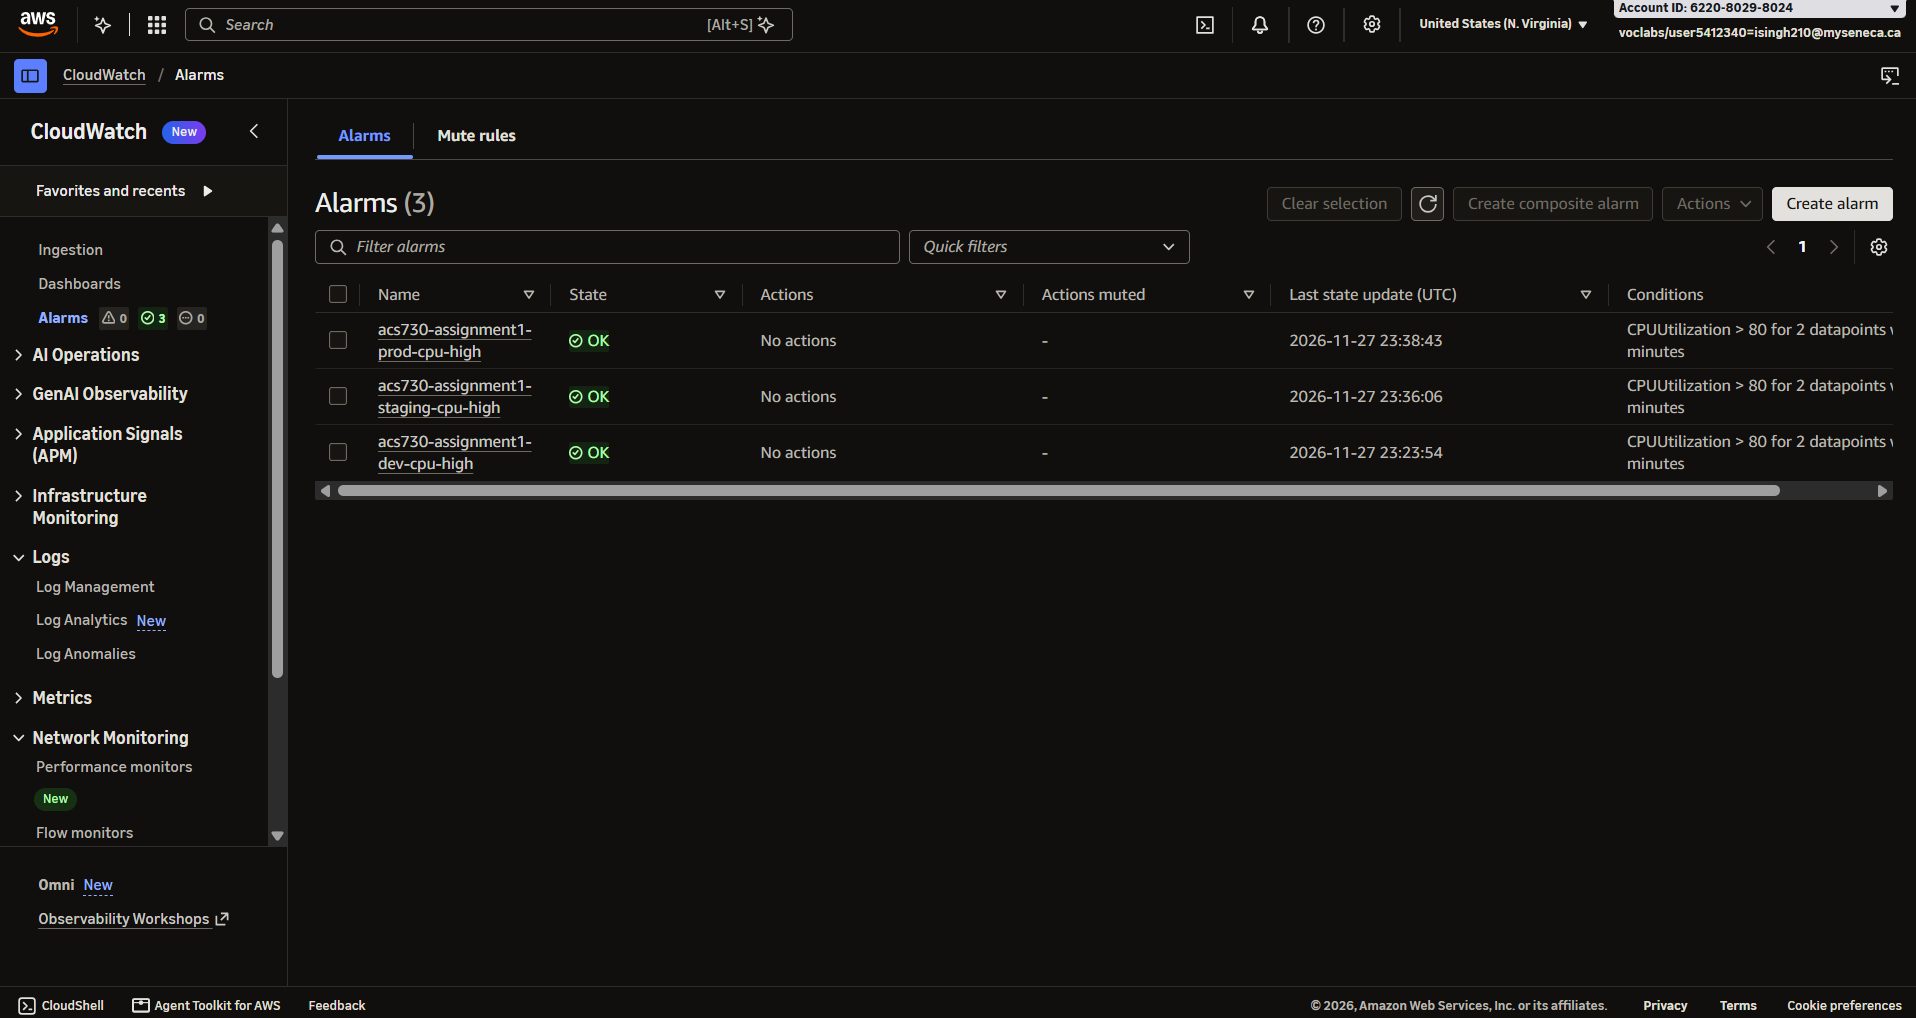 aws
Search
[Alt+S]
United States (N. Virginia)
Account ID: 6220-8029-8024
voclabs/user5412340=isingh210@myseneca.ca
CloudWatch / Alarms
CloudWatch New
Favorites and recents
Ingestion
Dashboards
Alarms 0 3 0
AI Operations
GenAI Observability
Application Signals
(APM)
Infrastructure
Monitoring
Logs
Log Management
Log Analytics New
Log Anomalies
Metrics
Network Monitoring
Performance monitors
New
Flow monitors
Omni New
Observability Workshops
Alarms
Mute rules
Alarms (3)
Clear selection
Create composite alarm
Actions
Create alarm
Filter alarms
Quick filters
1
Name State Actions Actions muted Last state update (UTC) Conditions
acs730-assignment1-
prod-cpu-high
OK No actions - 2026-11-27 23:38:43
CPUUtilization > 80 for 2 datapoints
minutes
acs730-assignment1-
staging-cpu-high
OK No actions - 2026-11-27 23:36:06
CPUUtilization > 80 for 2 datapoints
minutes
acs730-assignment1-
dev-cpu-high
OK No actions - 2026-11-27 23:23:54
CPUUtilization > 80 for 2 datapoints
minutes
CloudShell
Agent Toolkit for AWS
Feedback
© 2026, Amazon Web Services, Inc. or its affiliates.
Privacy
Terms
Cookie preferences